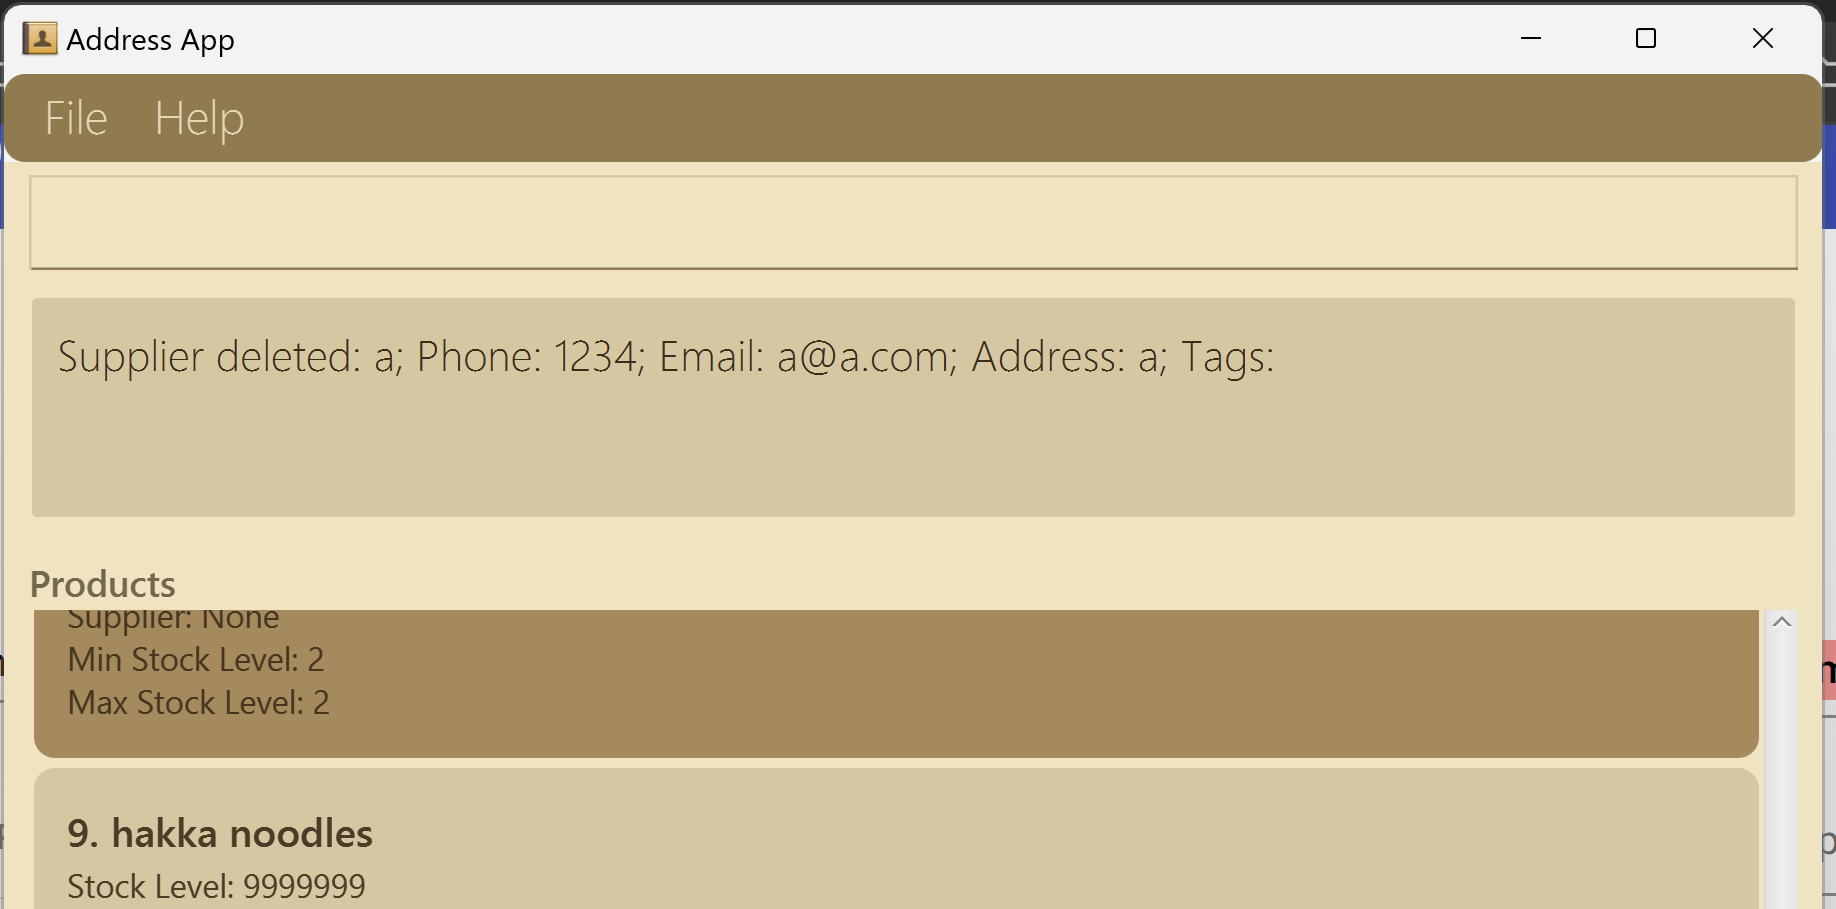 Address App
File Help
Supplier deleted: a; Phone: 1234; Email: a@a.com; Address: a; Tags:
Products
Supplier: None
Min Stock Level: 2
Max Stock Level: 2
9. hakka noodles
Stock Level: 9999999